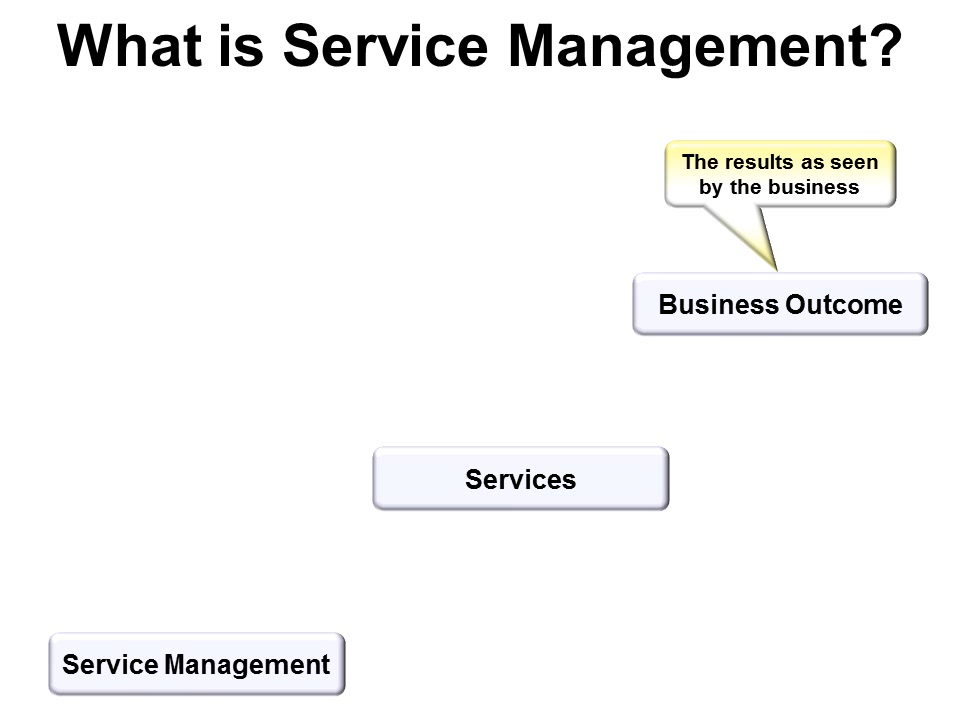 What is Service Management?
The results as seen
by the business
Business Outcome
Services
Service Management